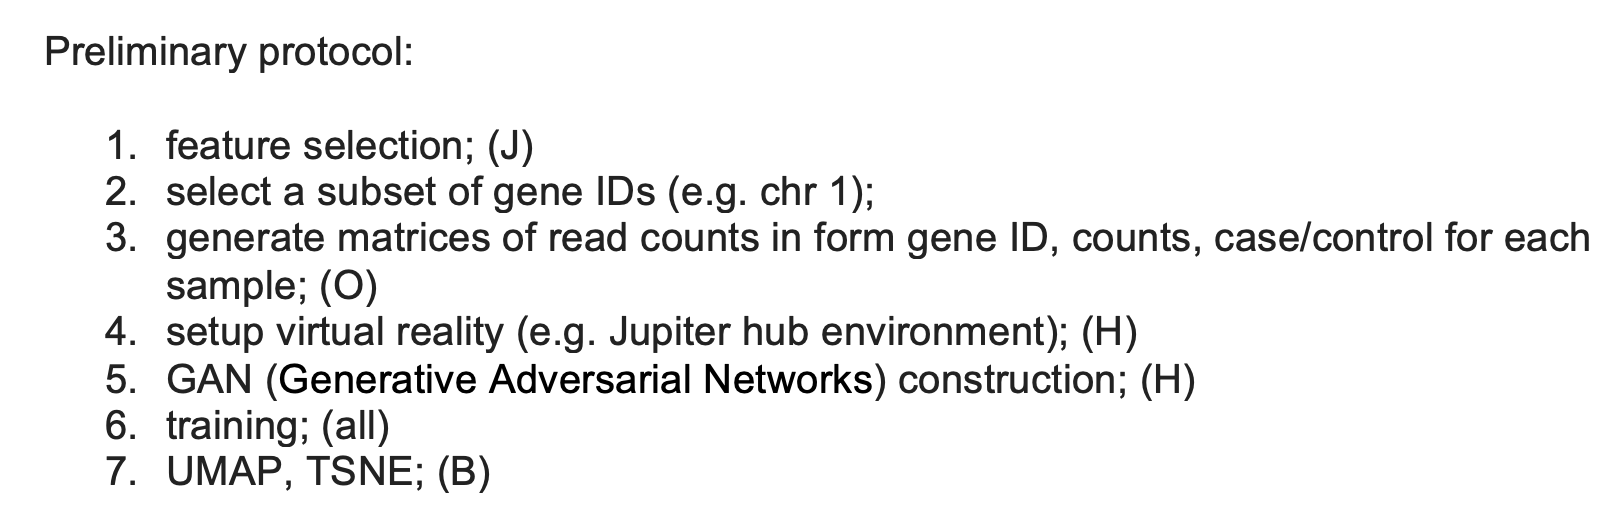 Preliminary protocol:
1. feature selection; (J)
2. select a subset of gene IDs (e.g. chr 1);
3. generate matrices of read counts in form gene ID, counts, case/control for each
sample; (O)
4. setup virtual reality (e.g. Jupiter hub environment); (H)
5. GAN (Generative Adversarial Networks) construction; (H)
6. training; (all)
7. UMAP, TSNE; (B)